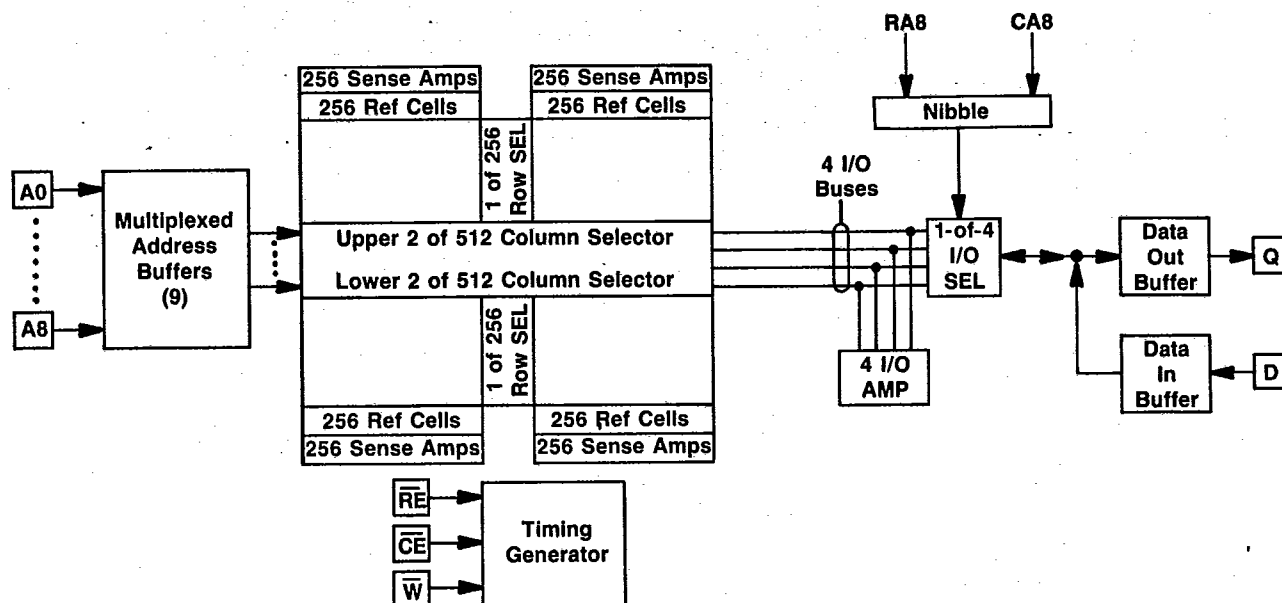 RA8
CA8
Nibble
256 Sense Amps
256 Sense Amps
256 Ref Cells
256 Ref Cells
1 of 256
Row SEL
A0
A8
Multiplexed
Address
Buffers
(9)
Upper 2 of 512 Column Selector
Lower 2 of 512 Column Selector
4 I/O
Buses
1-of-4
I/O
SEL
Data
Out
Buffer
Q
1 of 256
Row SEL
4 I/O
AMP
Data
In
Buffer
D
256 Ref Cells
256 Ref Cells
256 Sense Amps
256 Sense Amps
RE
CE
W
Timing
Generator